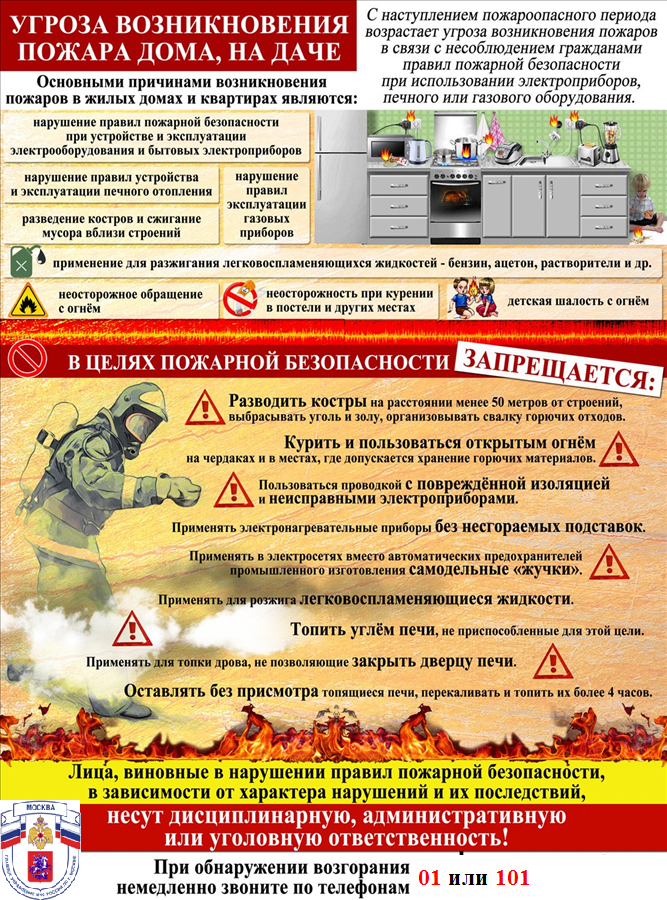 УГРОЗА ВОЗНИКНОВЕНИЯ
ПОЖАРА ДОМА, НА ДАЧЕ
С наступлением пожароопасного периода
возрастает угроза возникновения пожаров
в связи с несоблюдением гражданами
правил пожарной безопасности
при использовании электроприборов,
печного или газового оборудования.
Основными причинами возникновения
пожаров в жилых домах и квартирах являются:
нарушение правил пожарной безопасности
при устройстве и эксплуатации
электрооборудования и бытовых электроприборов
нарушение правил устройства
и эксплуатации печного отопления
разведение костров и сжигание
мусора вблизи строений
нарушение
правил
эксплуатации
газовых
приборов
применение для разжигания легковоспламеняющихся жидкостей - бензин, ацетон, растворители и др.
неосторожное обращение
с огнём
неосторожность при курении
в постели и других местах
детская шалость с огнём
В ЦЕЛЯХ ПОЖАРНОЙ БЕЗОПАСНОСТИ ЗАПРЕЩАЕТСЯ:
Разводить костры на расстоянии менее 50 метров от строений,
выбрасывать уголь и золу, организовывать свалку горючих отходов.
Курить и пользоваться открытым огнём
на чердаках и в местах, где допускается хранение горючих материалов.
Пользоваться проводкой с повреждённой изоляцией
и неисправными электроприборами.
Применять электронагревательные приборы без несгораемых подставок.
Применять в электросетях вместо автоматических предохранителей
промышленного изготовления самодельные «жучки».
Применять для розжига легковоспламеняющиеся жидкости.
Топить углём печи, не приспособленные для этой цели.
Применять для топки дрова, не позволяющие закрыть дверцу печи.
Оставлять без присмотра топящиеся печи, перекаливать и топить их более 4 часов.
Лица, виновные в нарушении правил пожарной безопасности,
в зависимости от характера нарушений и их последствий,
несут дисциплинарную, административную
или уголовную ответственность!
МОСКВА
При обнаружении возгорания
немедленно звоните по телефонам 01 или 101